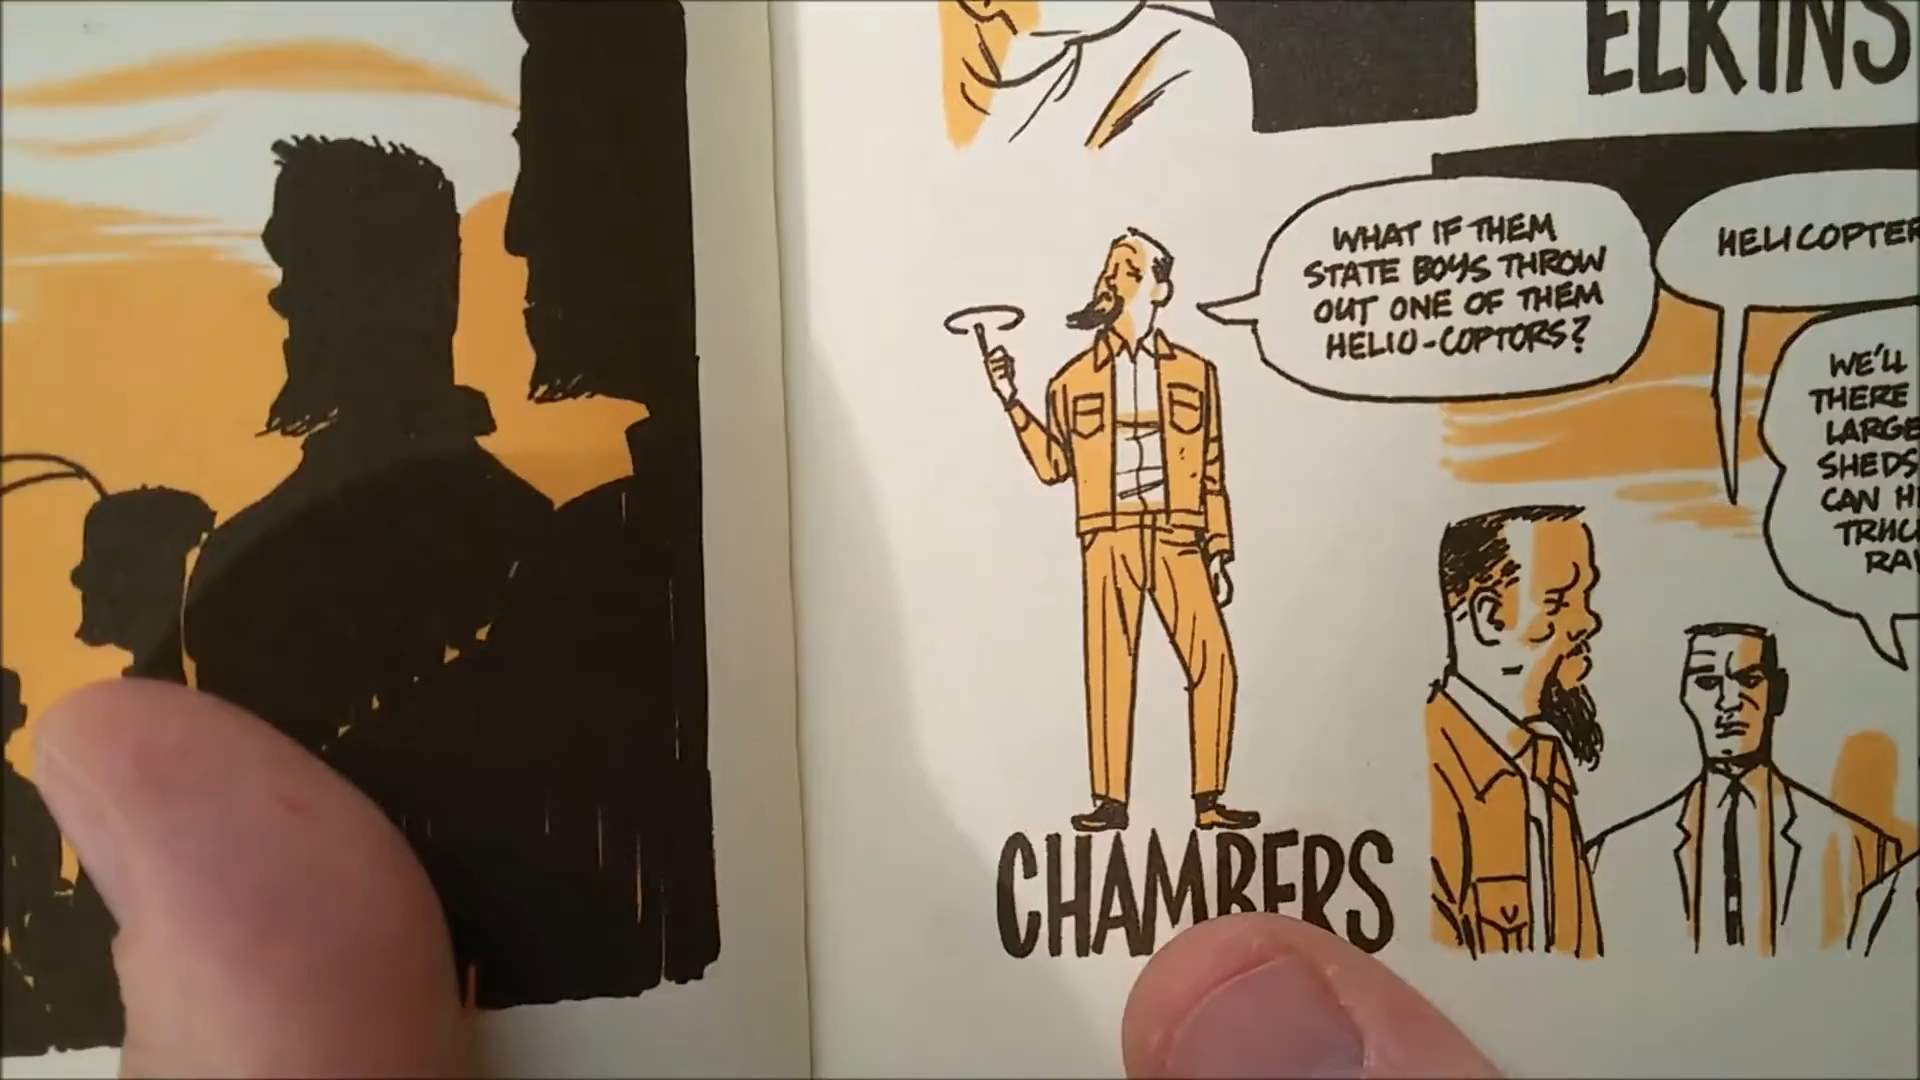 ELKINS
WHAT IF THEM
STATE BOYS THROW
OUT ONE OF THEM
HELIO-COPTORS?
HELICOPTER
WE'LL
THERE
LARGE
SHEDS
CAN
CHAMBERS